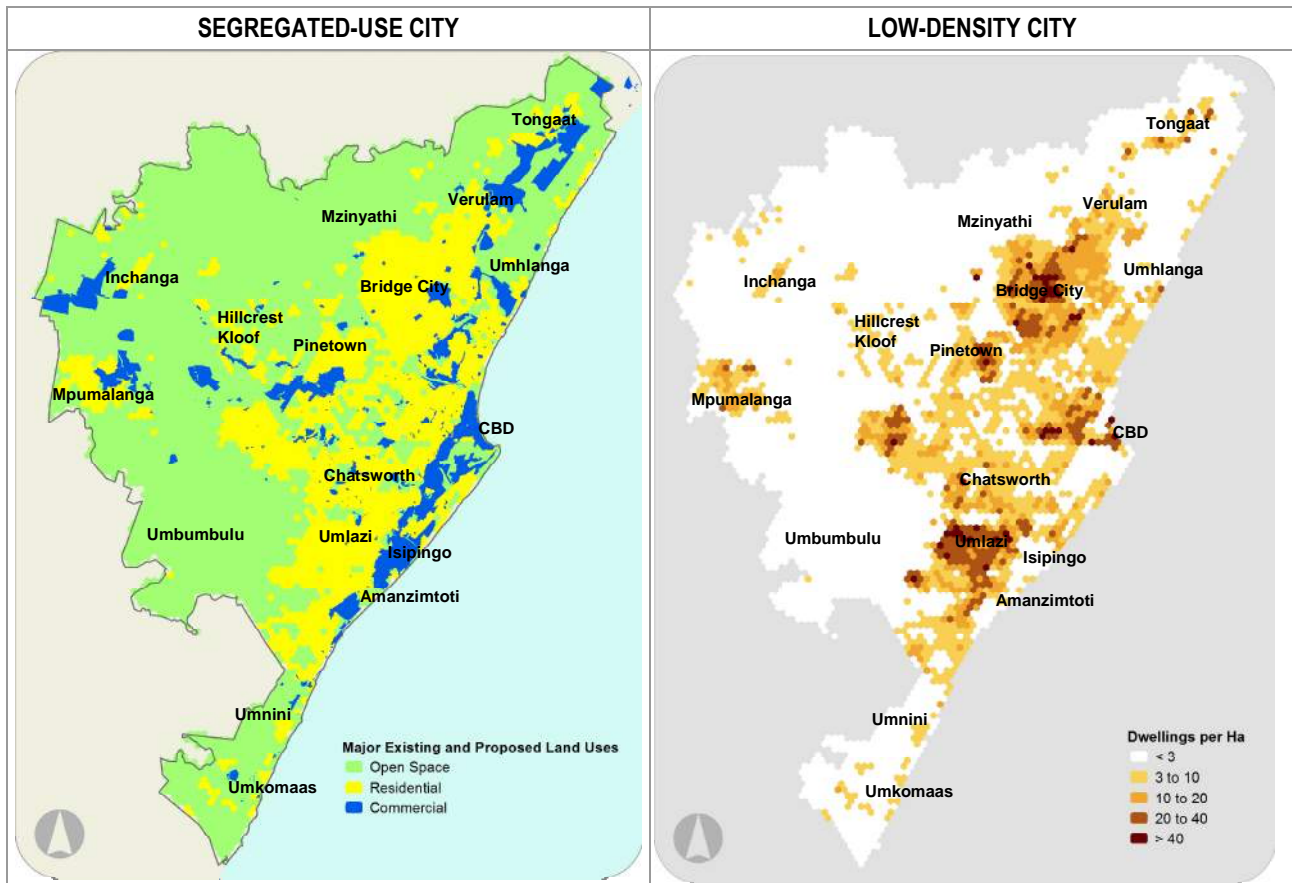 SEGREGATED-USE CITY
Tongaat
Verulam
Mzinyathi
Umhlanga
Inchanga
Bridge City
Hillcrest
Kloof
Pinetown
Mpumalanga
CBD
Chatsworth
Umbumbulu
Umlazi
Isipingo
Amanzimtoti
Umnini
Umkomaas
Major Existing and Proposed Land Uses
Open Space
Residential
Commercial
LOW-DENSITY CITY
Tongaat
Verulam
Mzinyathi
Umhlanga
Inchanga
Bridge City
Hillcrest
Kloof
Pinetown
Mpumalanga
CBD
Chatsworth
Umbumbulu
Umlazi
Isipingo
Amanzimtoti
Umnini
Umkomaas
Dwellings per Ha
< 3
3 to 10
10 to 20
20 to 40
> 40